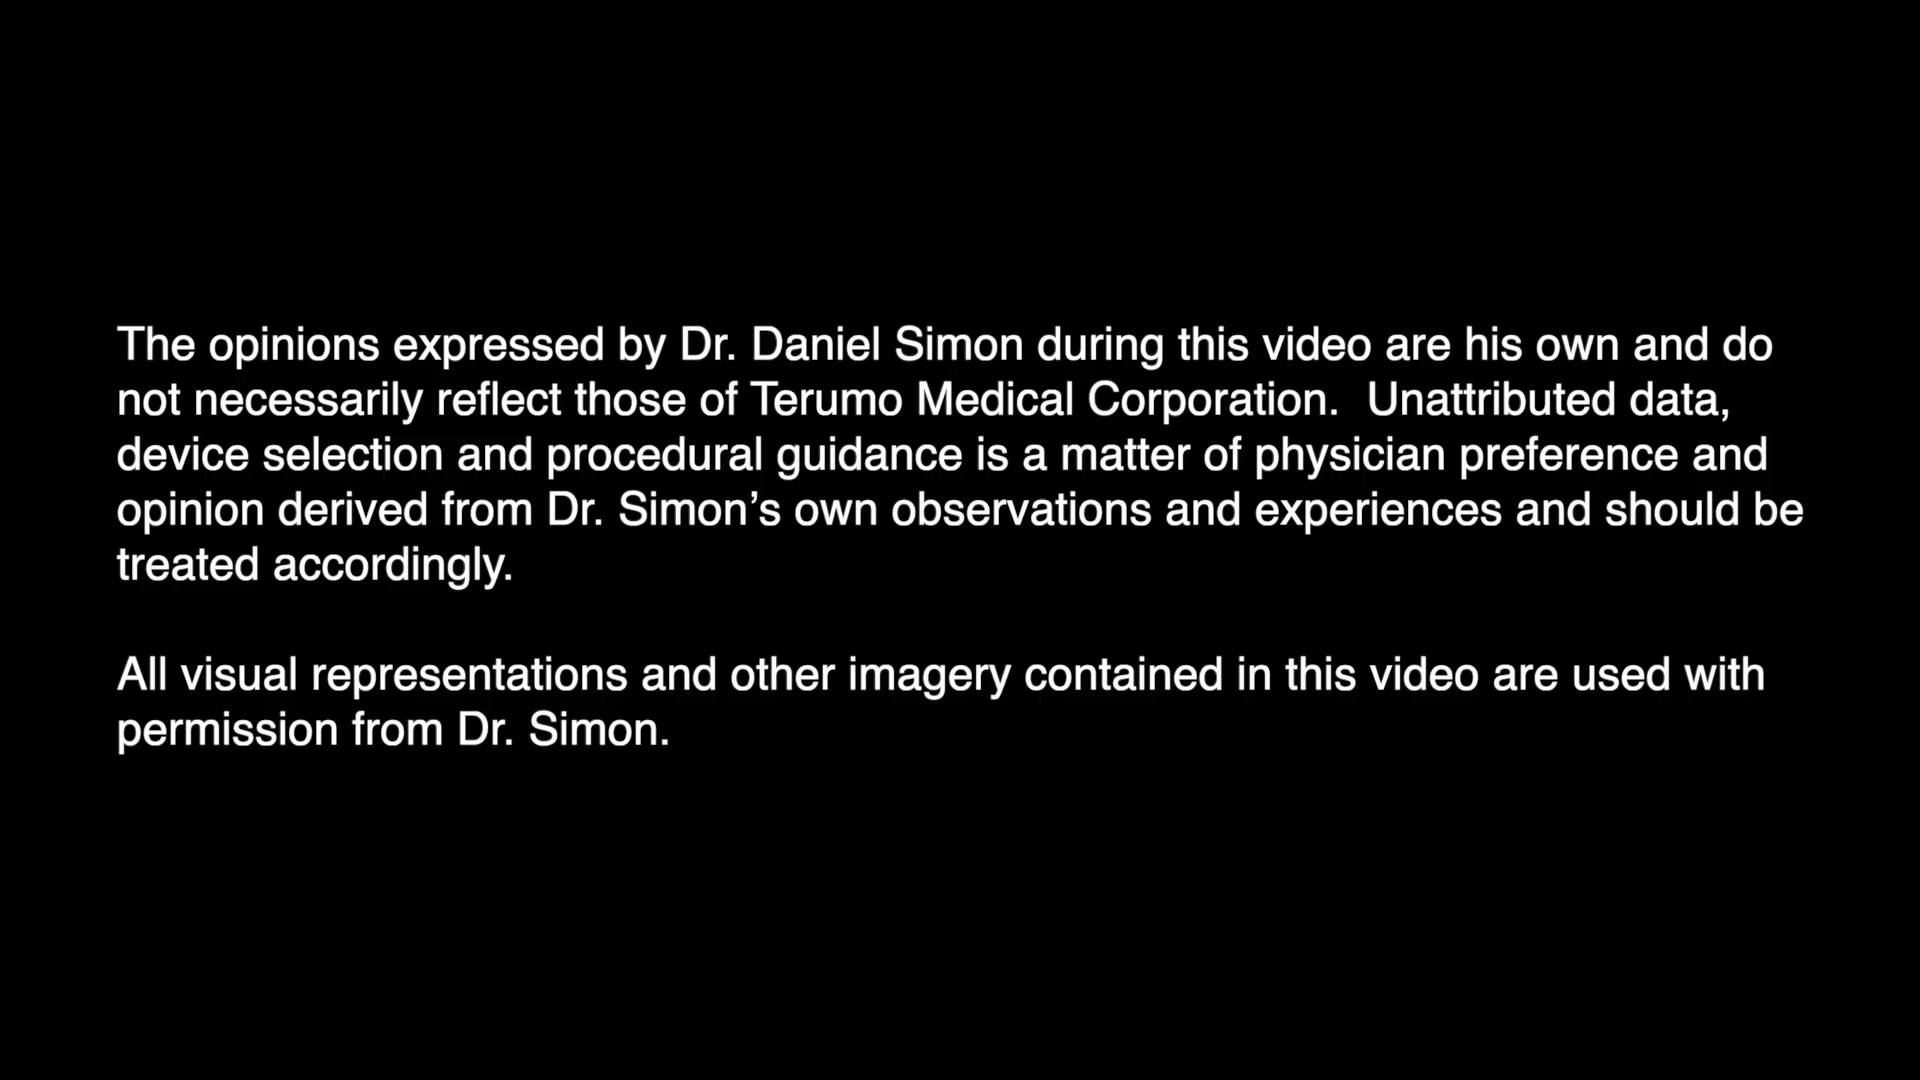 The opinions expressed by Dr. Daniel Simon during this video are his own and do
not necessarily reflect those of Terumo Medical Corporation.  Unattributed data,
device selection and procedural guidance is a matter of physician preference and
opinion derived from Dr. Simon’s own observations and experiences and should be
treated accordingly.
All visual representations and other imagery contained in this video are used with
permission from Dr. Simon.